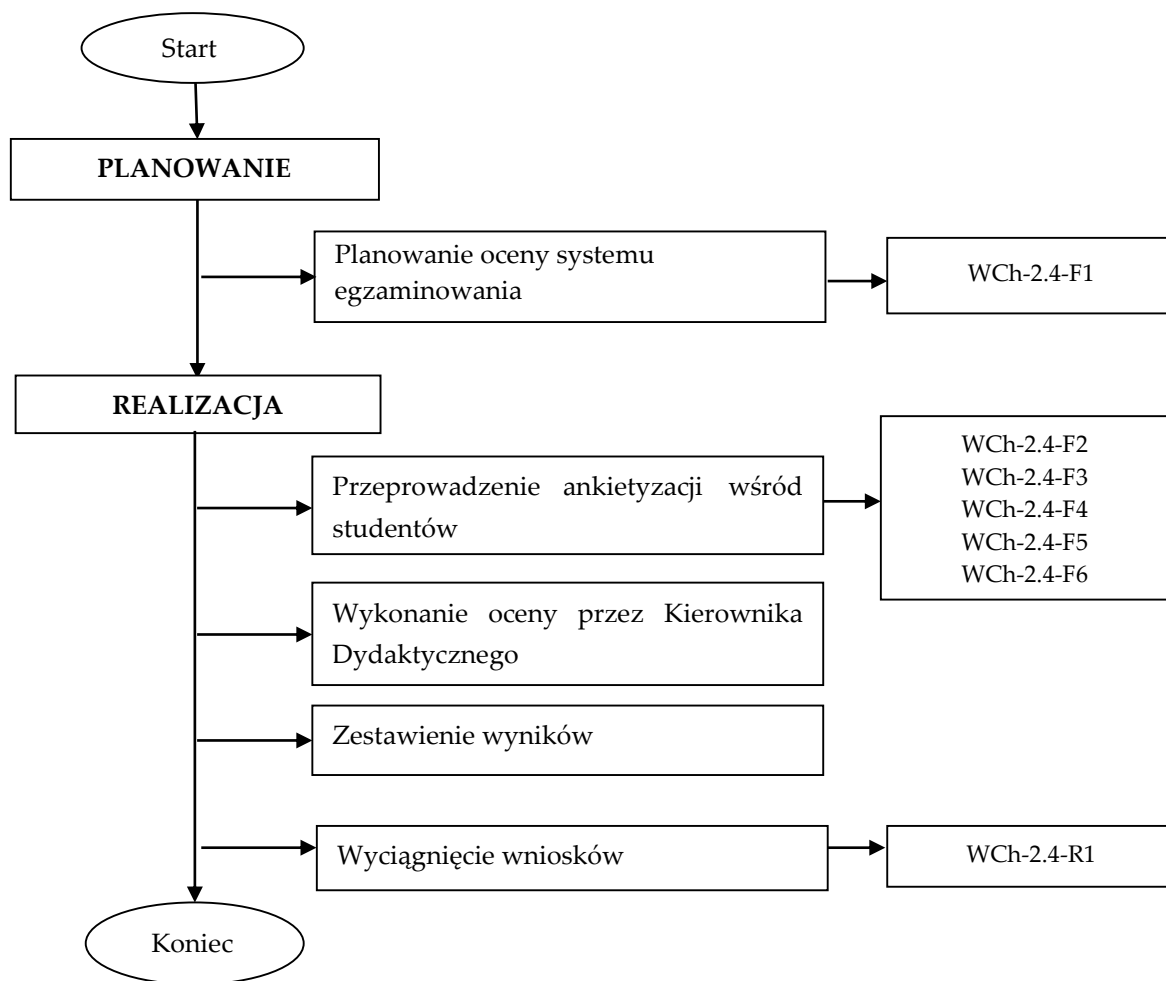 Start
PLANOWANIE
Planowanie oceny systemu
egzaminowania
WCh-2.4-F1
REALIZACJA
Przeprowadzenie ankietyzacji wśród
studentów
WCh-2.4-F2
WCh-2.4-F3
WCh-2.4-F4
WCh-2.4-F5
WCh-2.4-F6
Wykonanie oceny przez Kierownika
Dydaktycznego
Zestawienie wyników
Wyciągnięcie wniosków
WCh-2.4-R1
Koniec